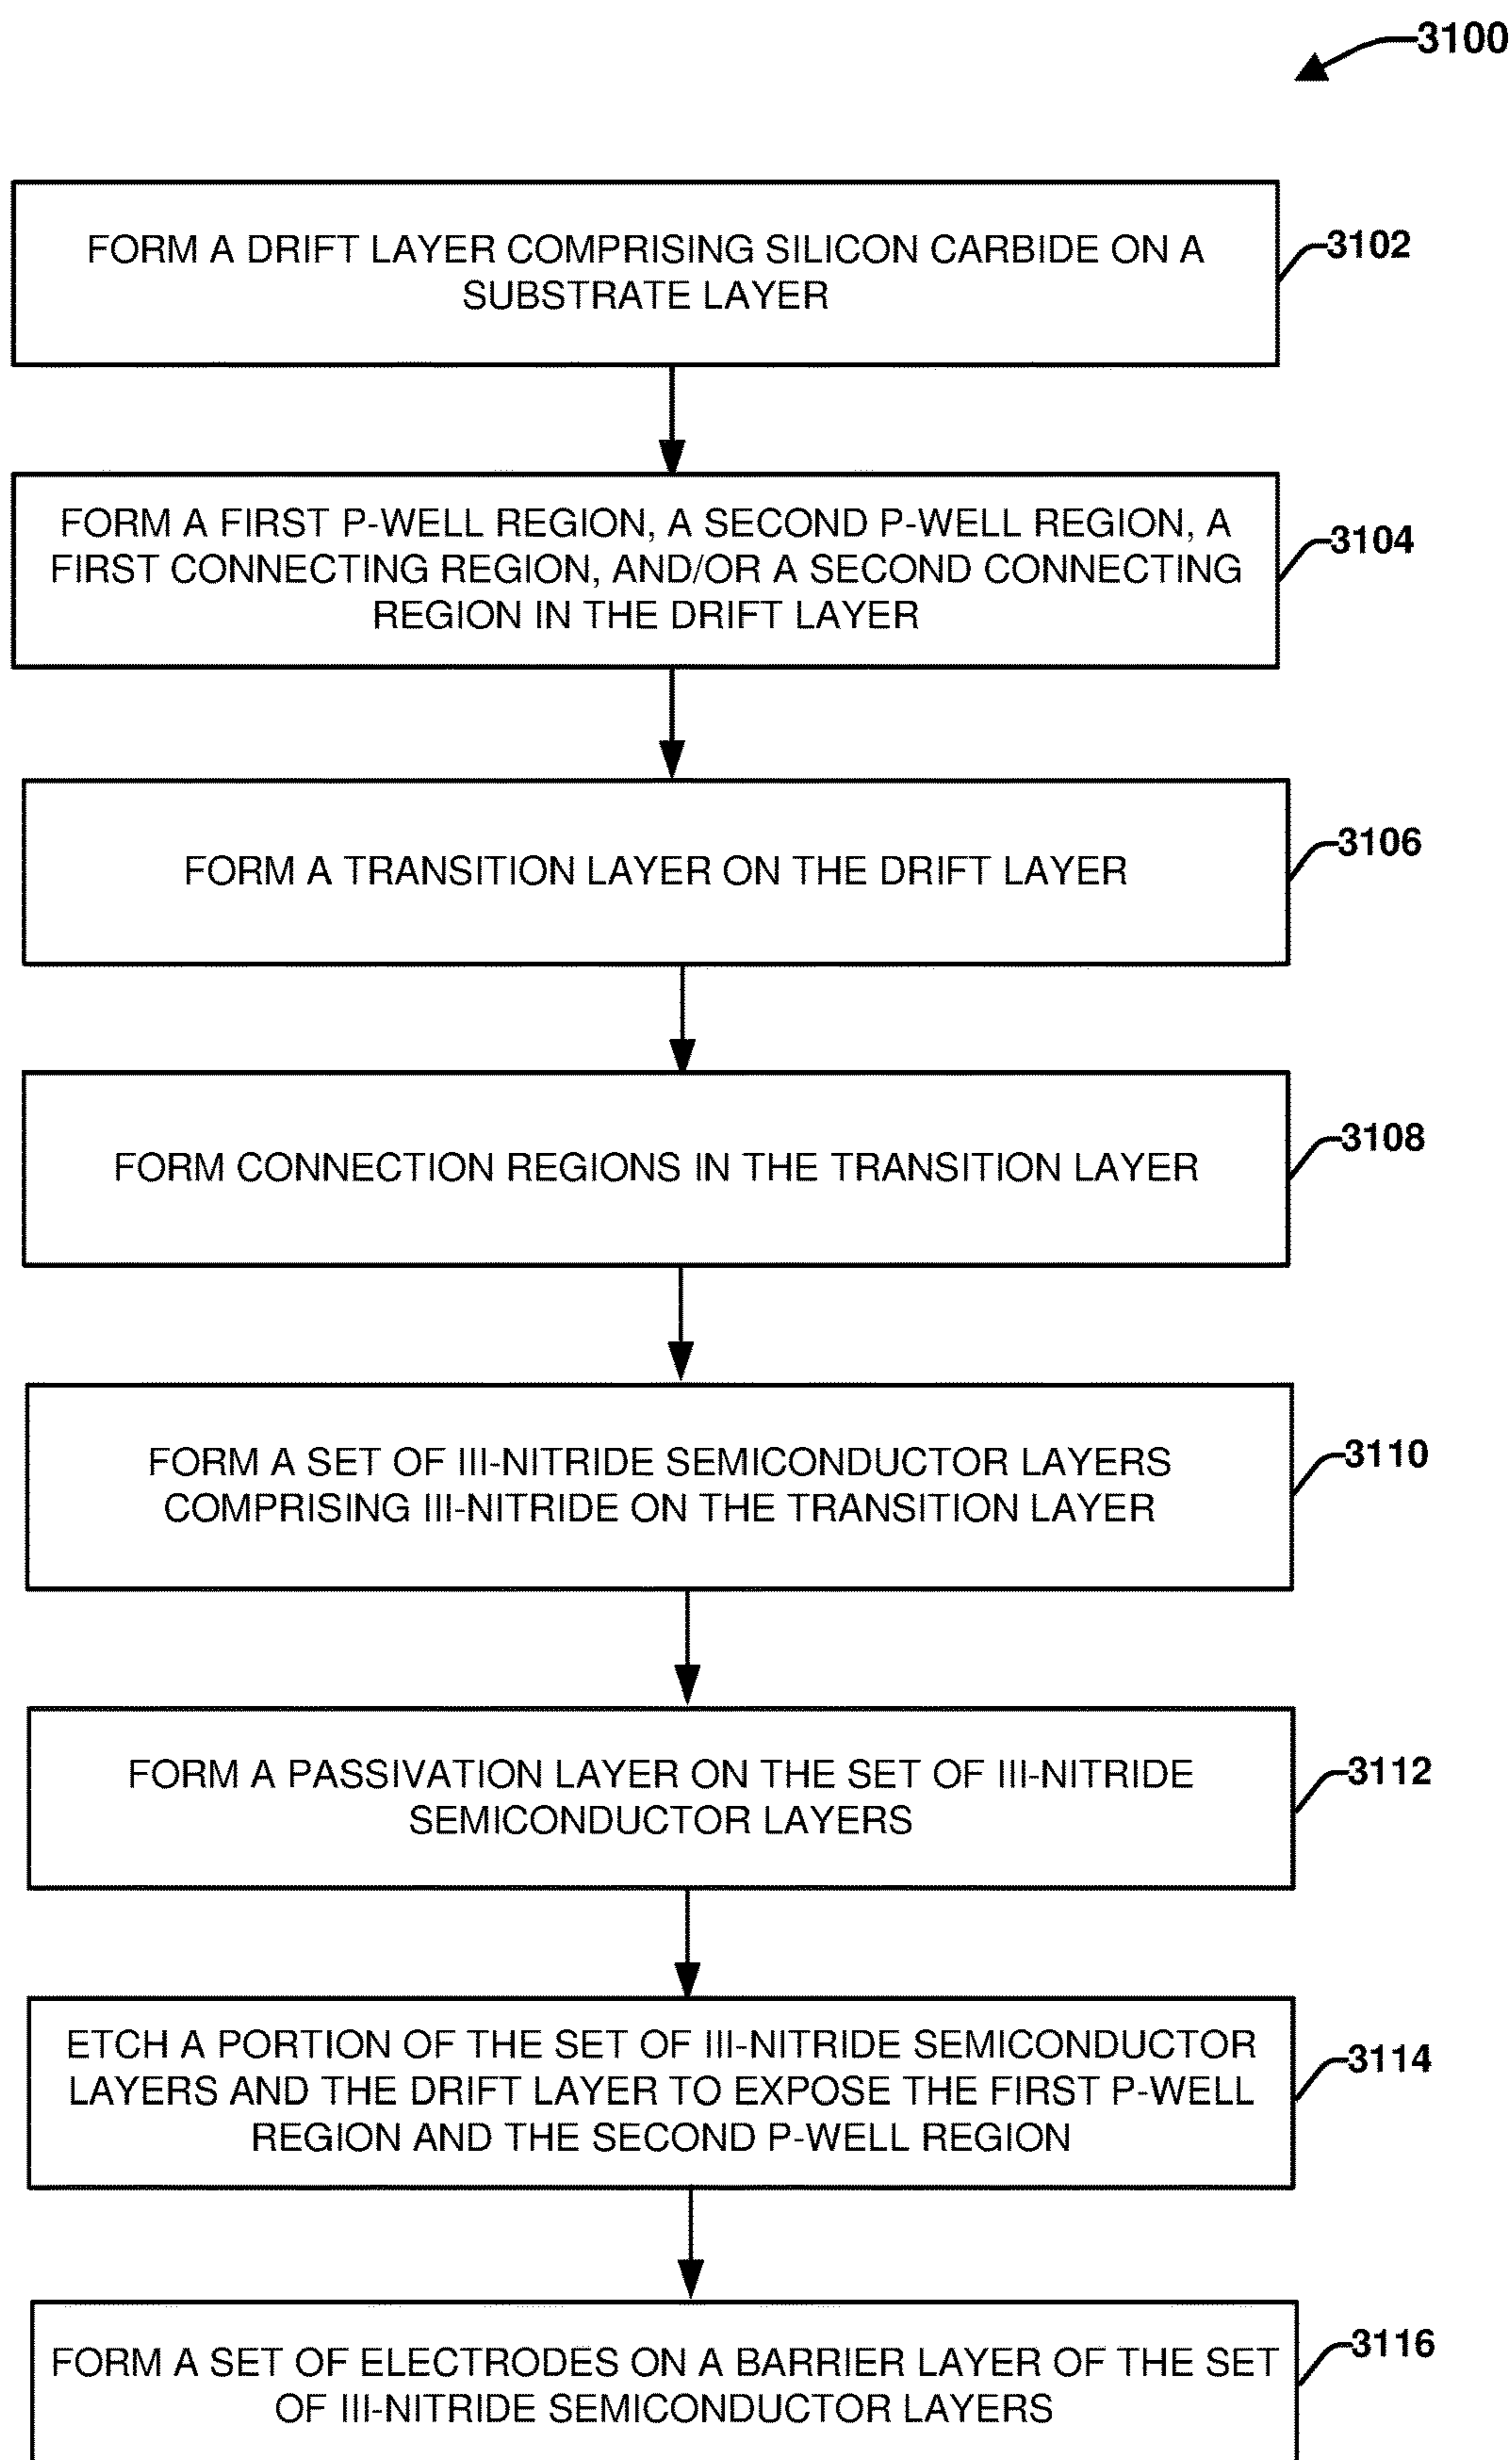 3100
FORM A DRIFT LAYER COMPRISING SILICON CARBIDE ON A
SUBSTRATE LAYER
3102
FORM A FIRST P-WELL REGION, A SECOND P-WELL REGION, A
FIRST CONNECTING REGION, AND/OR A SECOND CONNECTING
REGION IN THE DRIFT LAYER
3104
FORM A TRANSITION LAYER ON THE DRIFT LAYER
3106
FORM CONNECTION REGIONS IN THE TRANSITION LAYER
3108
FORM A SET OF III-NITRIDE SEMICONDUCTOR LAYERS
COMPRISING III-NITRIDE ON THE TRANSITION LAYER
3110
FORM A PASSIVATION LAYER ON THE SET OF III-NITRIDE
SEMICONDUCTOR LAYERS
3112
ETCH A PORTION OF THE SET OF III-NITRIDE SEMICONDUCTOR
LAYERS AND THE DRIFT LAYER TO EXPOSE THE FIRST P-WELL
REGION AND THE SECOND P-WELL REGION
3114
FORM A SET OF ELECTRODES ON A BARRIER LAYER OF THE SET
OF III-NITRIDE SEMICONDUCTOR LAYERS
3116